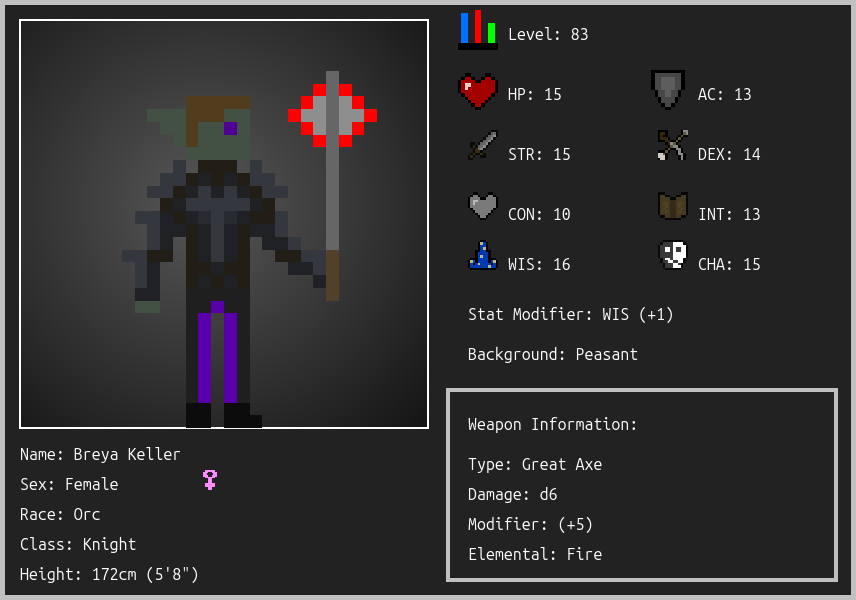 Level: 83
HP: 15
AC: 13
STR: 15
DEX: 14
CON: 10
INT: 13
WIS: 16
CHA: 15
Stat Modifier: WIS (+1)
Background: Peasant
Weapon Information:
Type: Great Axe
Damage: d6
Modifier: (+5)
Elemental: Fire
Name: Breya Keller
Sex: Female
Race: Orc
Class: Knight
Height: 172cm (5'8")